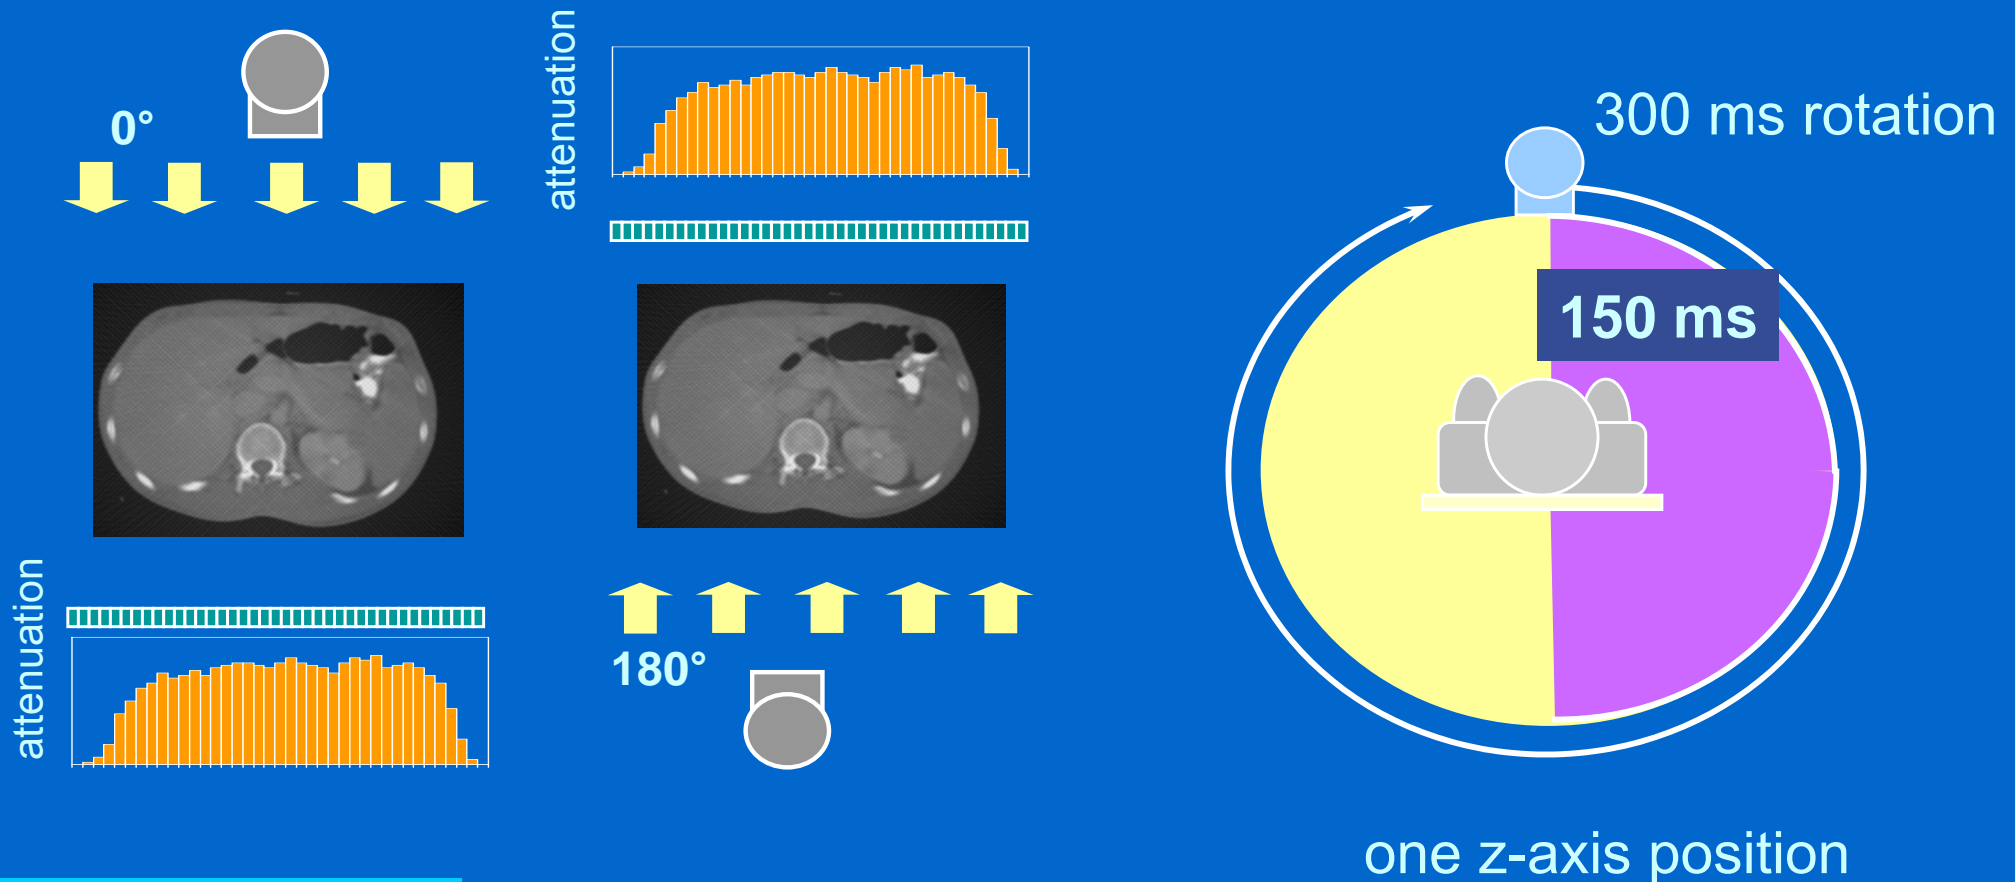 0°
attenuation
attenuation
180°
300 ms rotation
150 ms
one z-axis position